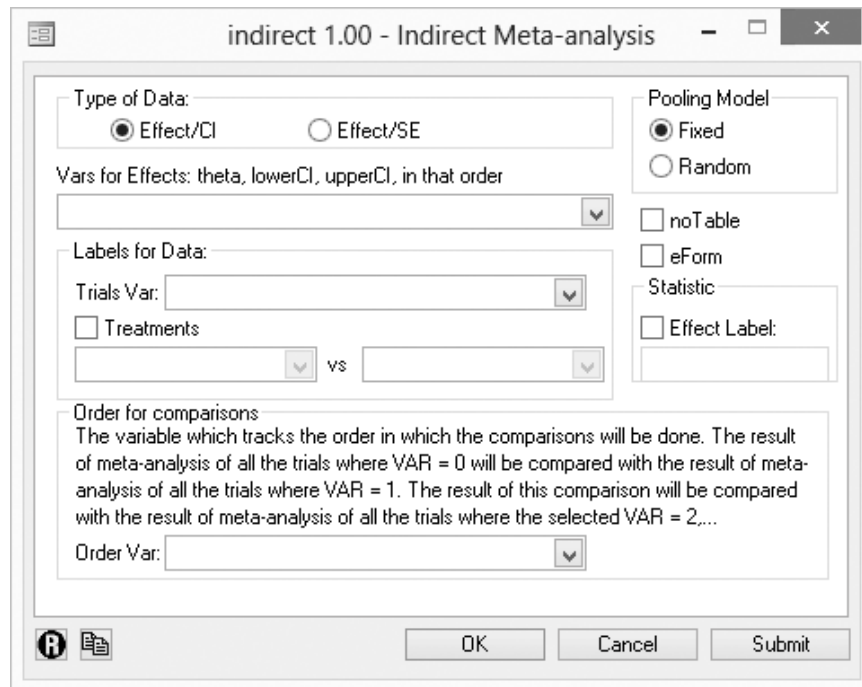 indirect 1.00 - Indirect Meta-analysis
Type of Data:
Effect/CI Effect/SE
Pooling Model
Fixed
Random
Vars for Effects: theta, lowerCI, upperCI, in that order
noTable
eForm
Labels for Data:
Trials Var:
Treatments
vs
Statistic
Effect Label:
Order for comparisons
The variable which tracks the order in which the comparisons will be done. The result
of meta-analysis of all the trials where VAR = 0 will be compared with the result of meta-
analysis of all the trials where VAR = 1. The result of this comparison will be compared
with the result of meta-analysis of all the trials where the selected VAR = 2,...
Order Var:
R
OK Cancel Submit